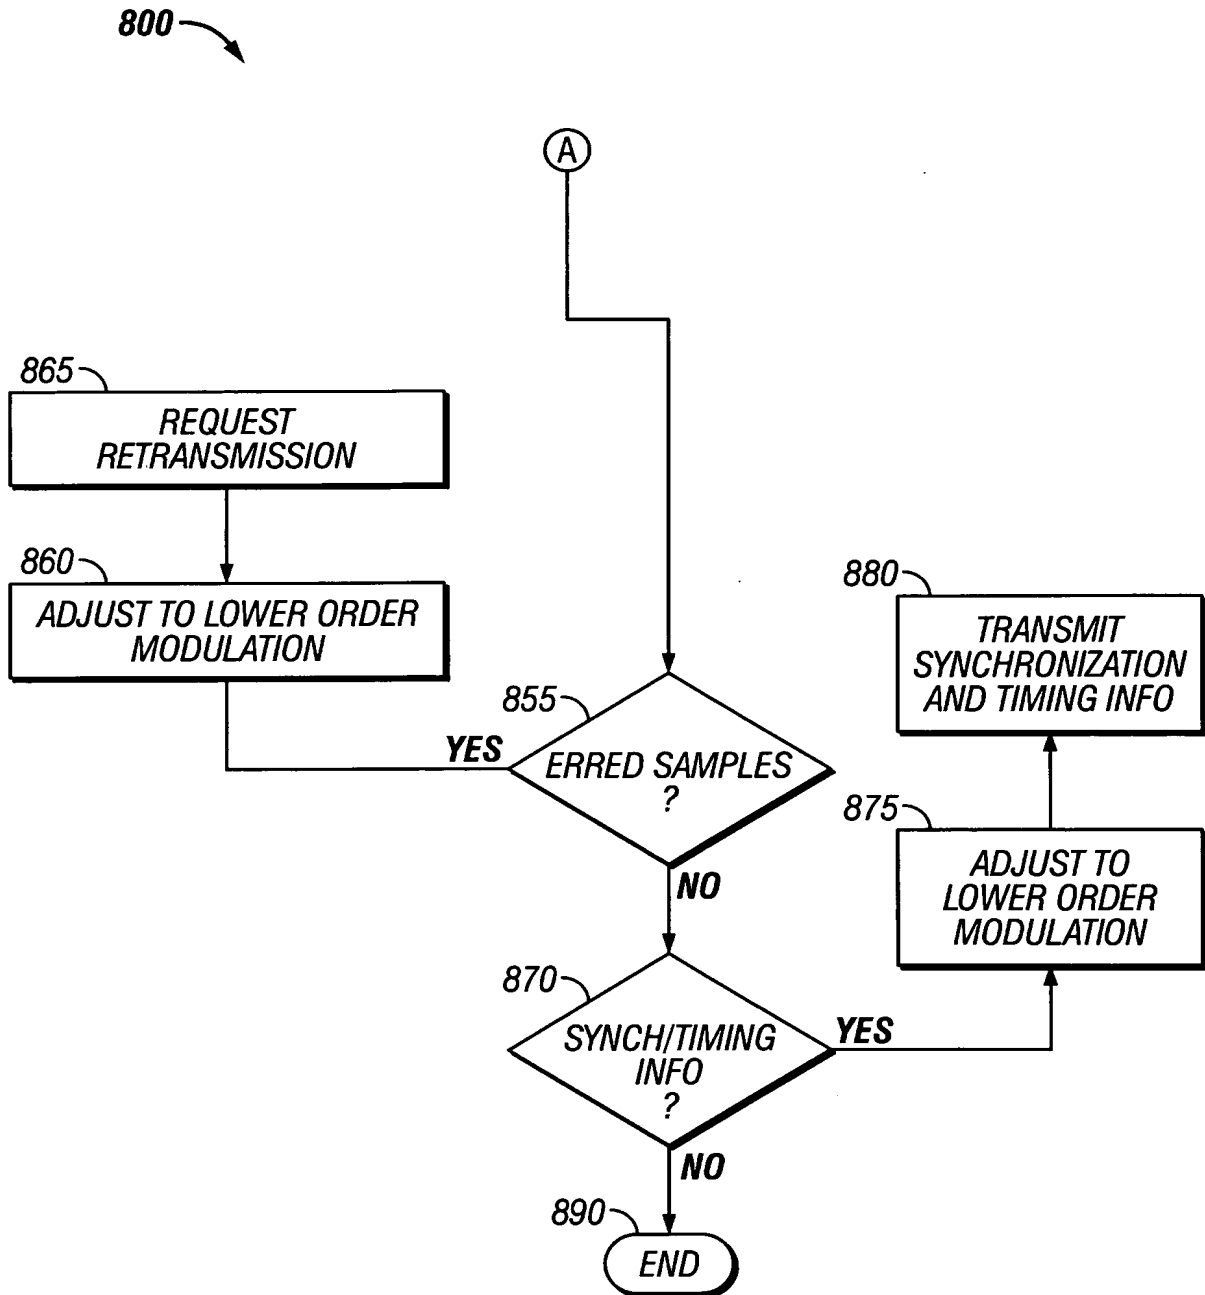 800
A
865
REQUEST
RETRANSMISSION
860
ADJUST TO LOWER ORDER
MODULATION
855
YES
ERRED SAMPLES
?
NO
880
TRANSMIT
SYNCHRONIZATION
AND TIMING INFO
875
ADJUST TO
LOWER ORDER
MODULATION
870
SYNCH/TIMING
INFO
?
YES
NO
890
END